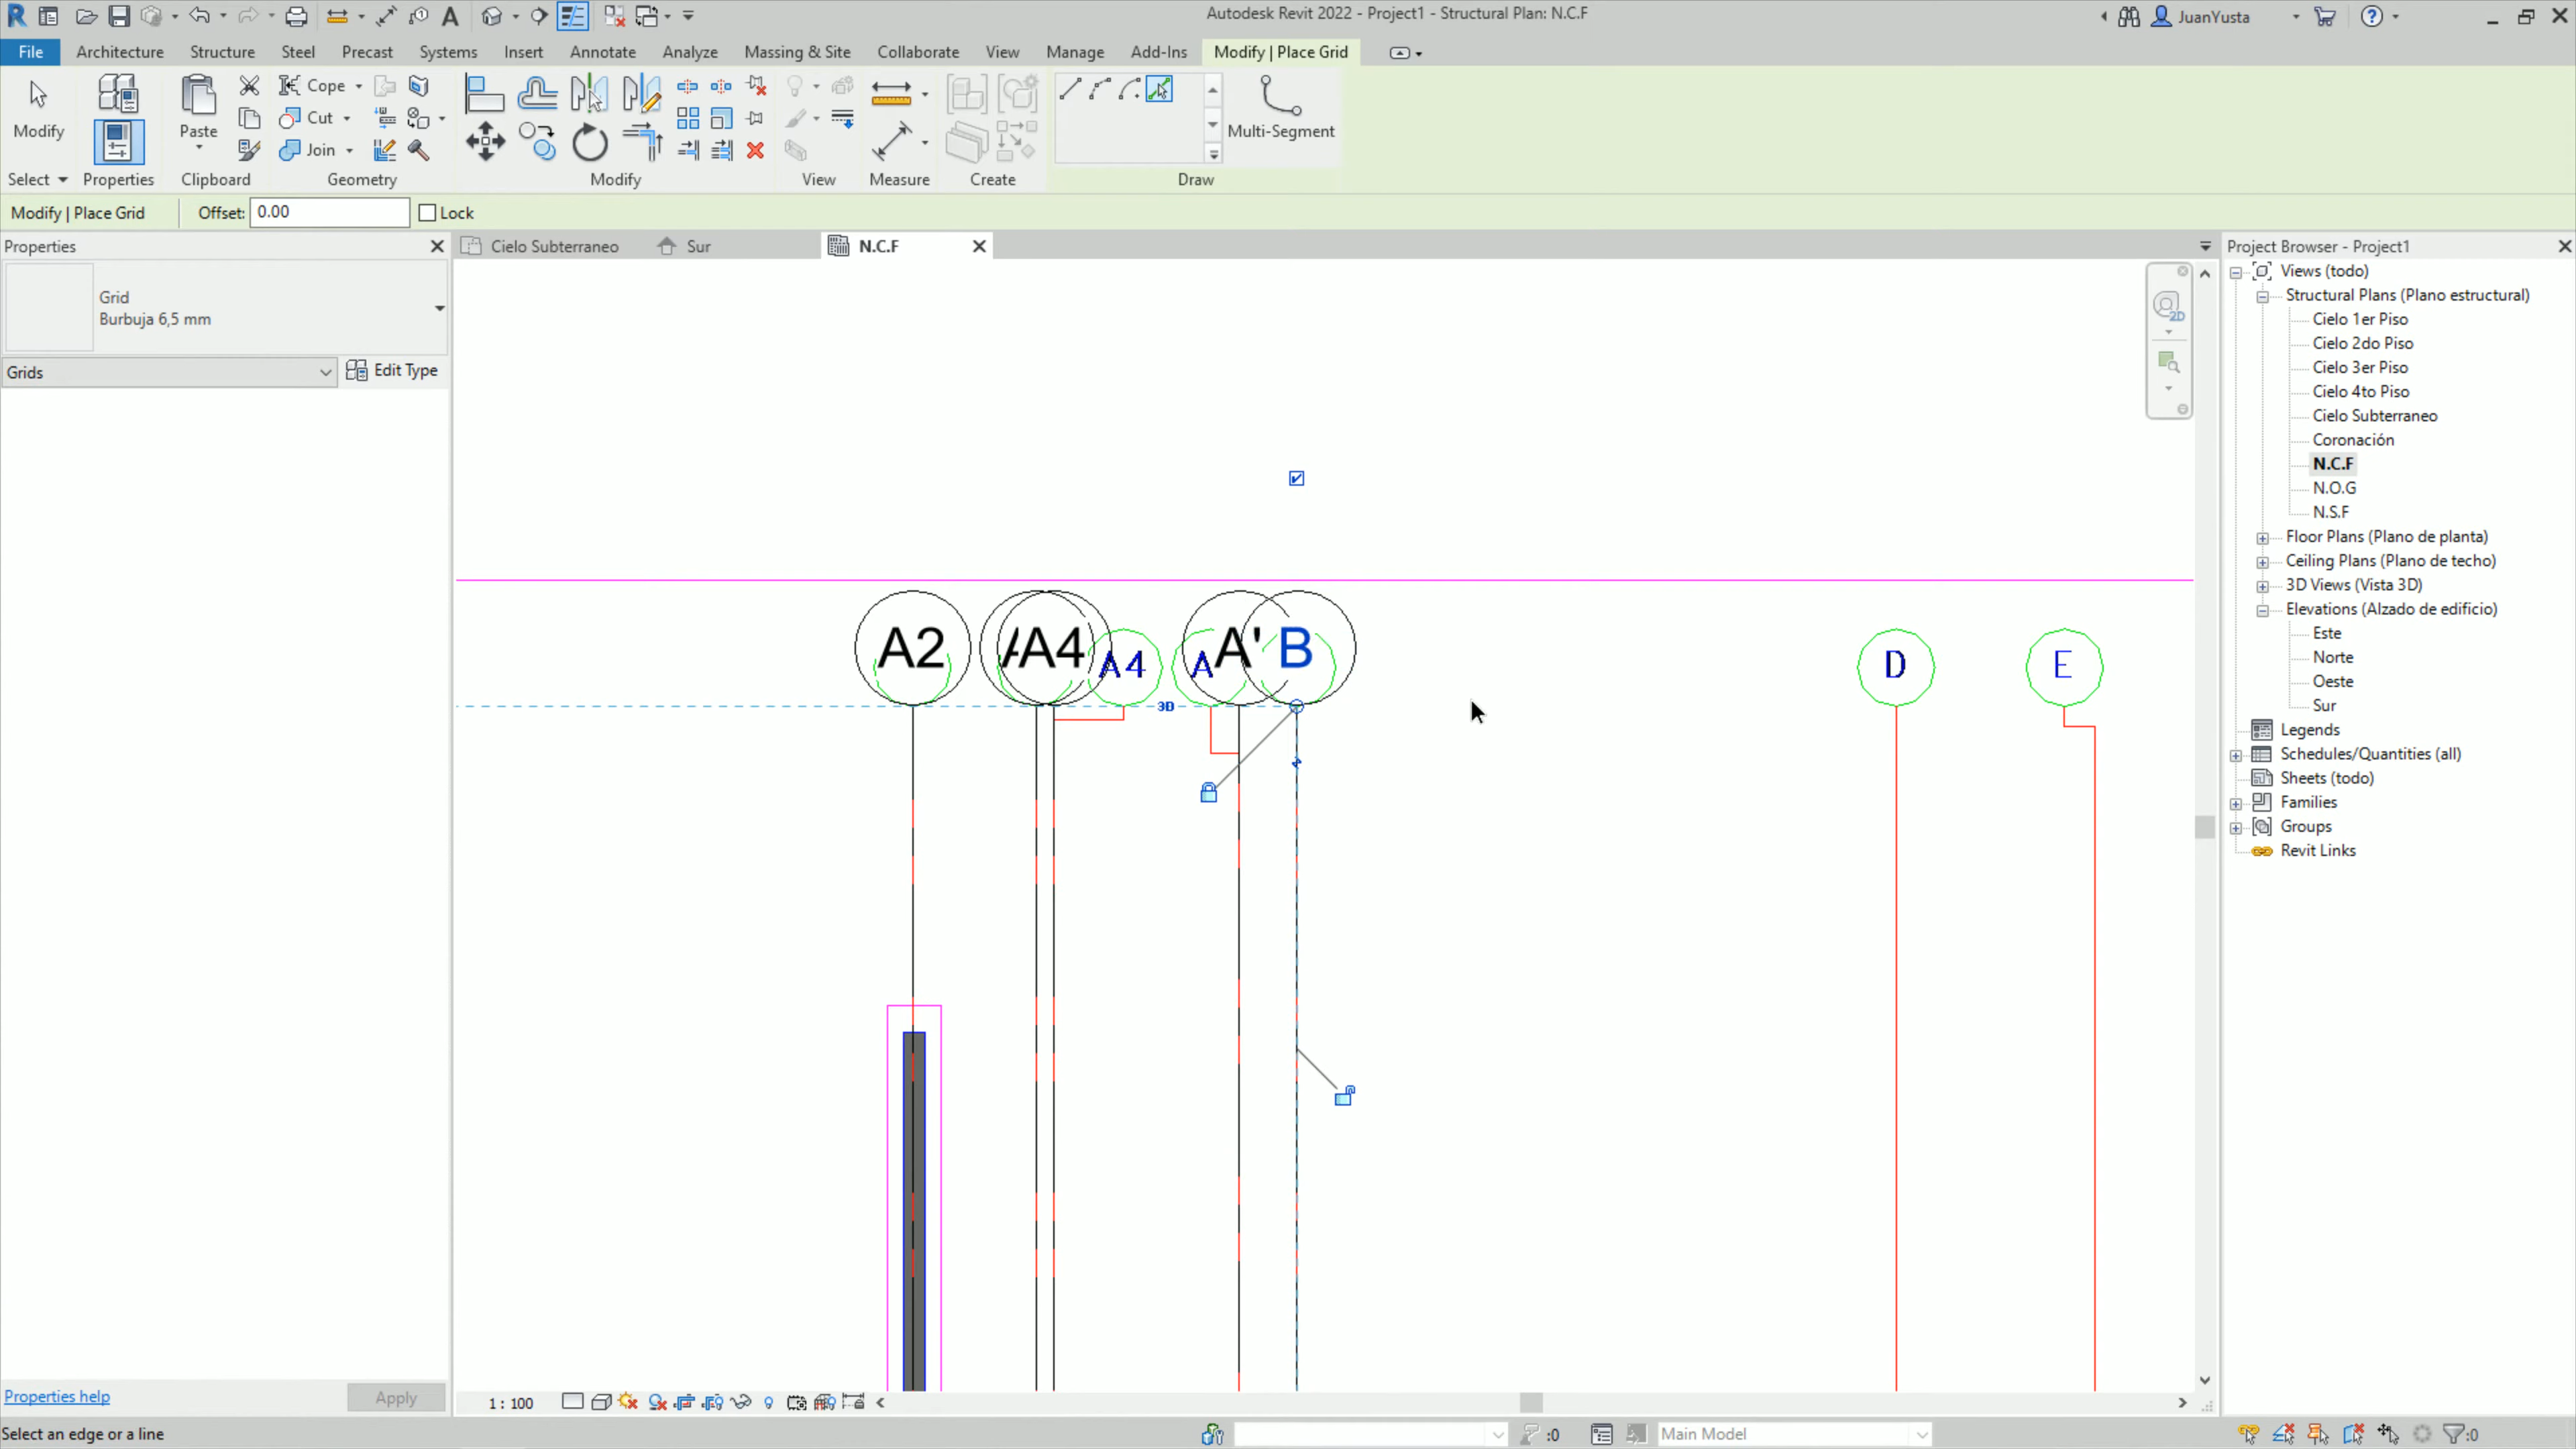 Autodesk Revit 2022 - Project1 - Structural Plan: N.C.F
JuanYusta
File Architecture Structure Steel Precast Systems Insert Annotate Analyze Massing & Site Collaborate View Manage Add-Ins Modify | Place Grid
Modify
Paste
Cope
Cut
Join
Multi-Segment
Select Properties Clipboard Geometry Modify View Measure Create Draw
Modify | Place Grid Offset: 0.00 Lock
Properties
Cielo Subterraneo Sur N.C.F
Project Browser - Project1
Grid
Burbuja 6,5 mm
Grids Edit Type
2D
Views (todo)
Structural Plans (Plano estructural)
Cielo 1er Piso
Cielo 2do Piso
Cielo 3er Piso
Cielo 4to Piso
Cielo Subterraneo
Coronación
N.C.F
N.O.G
N.S.F
Floor Plans (Plano de planta)
Ceiling Plans (Plano de techo)
3D Views (Vista 3D)
Elevations (Alzado de edificio)
Este
Norte
Oeste
Sur
Legends
Schedules/Quantities (all)
Sheets (todo)
Families
Groups
Revit Links
A2 A4 A4 A A' B D E
3D
Properties help Apply
1 : 100
Select an edge or a line
:0 Main Model :0